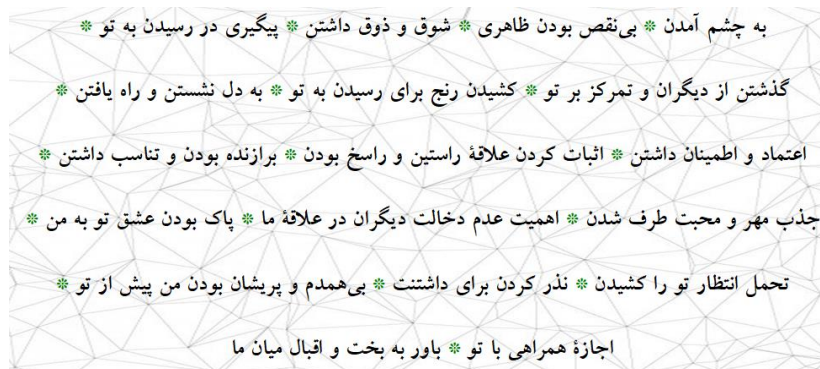 به چشم آمدن ❊ بی‌نقص بودن ظاهری ❊ شوق و ذوق داشتن ❊ پیگیری در رسیدن به تو ❊
گذشتن از دیگران و تمرکز بر تو ❊ کشیدن رنج برای رسیدن به تو ❊ به دل نشستن و راه یافتن ❊
اعتماد و اطمینان داشتن ❊ اثبات کردن علاقهٔ راستین و راسخ بودن ❊ برازنده بودن و تناسب داشتن ❊
جذب مهر و محبت طرف شدن ❊ اهمیت عدم دخالت دیگران در علاقهٔ ما ❊ پاک بودن عشق تو به من ❊
تحمل انتظار تو را کشیدن ❊ نذر کردن برای داشتنت ❊ بی‌همدم و پریشان بودن من پیش از تو ❊
اجازهٔ همراهی با تو ❊ باور به بخت و اقبال میان ما